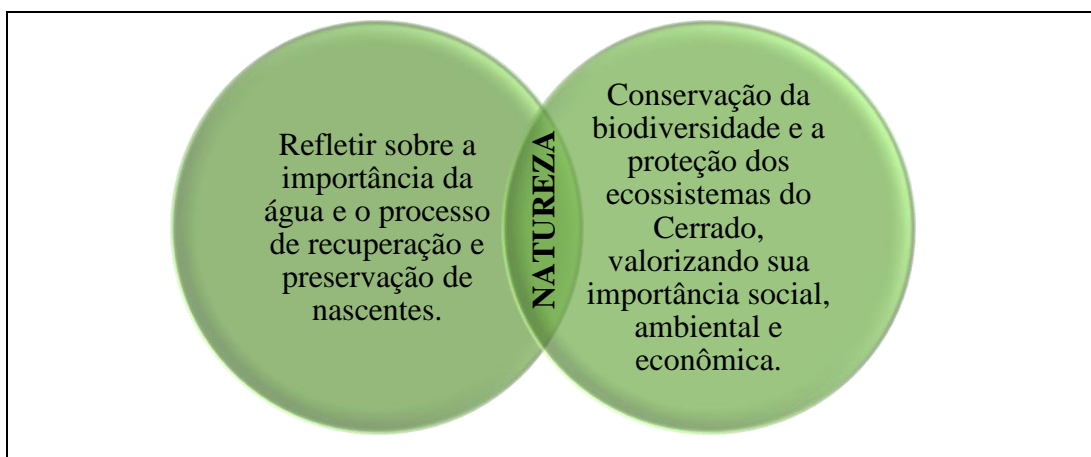 Refletir sobre a
importância da
água e o processo
de recuperação e
preservação de
nascentes.
NATUREZA
Conservação da
biodiversidade e a
proteção dos
ecossistemas do
Cerrado,
valorizando sua
importância social,
ambiental e
econômica.